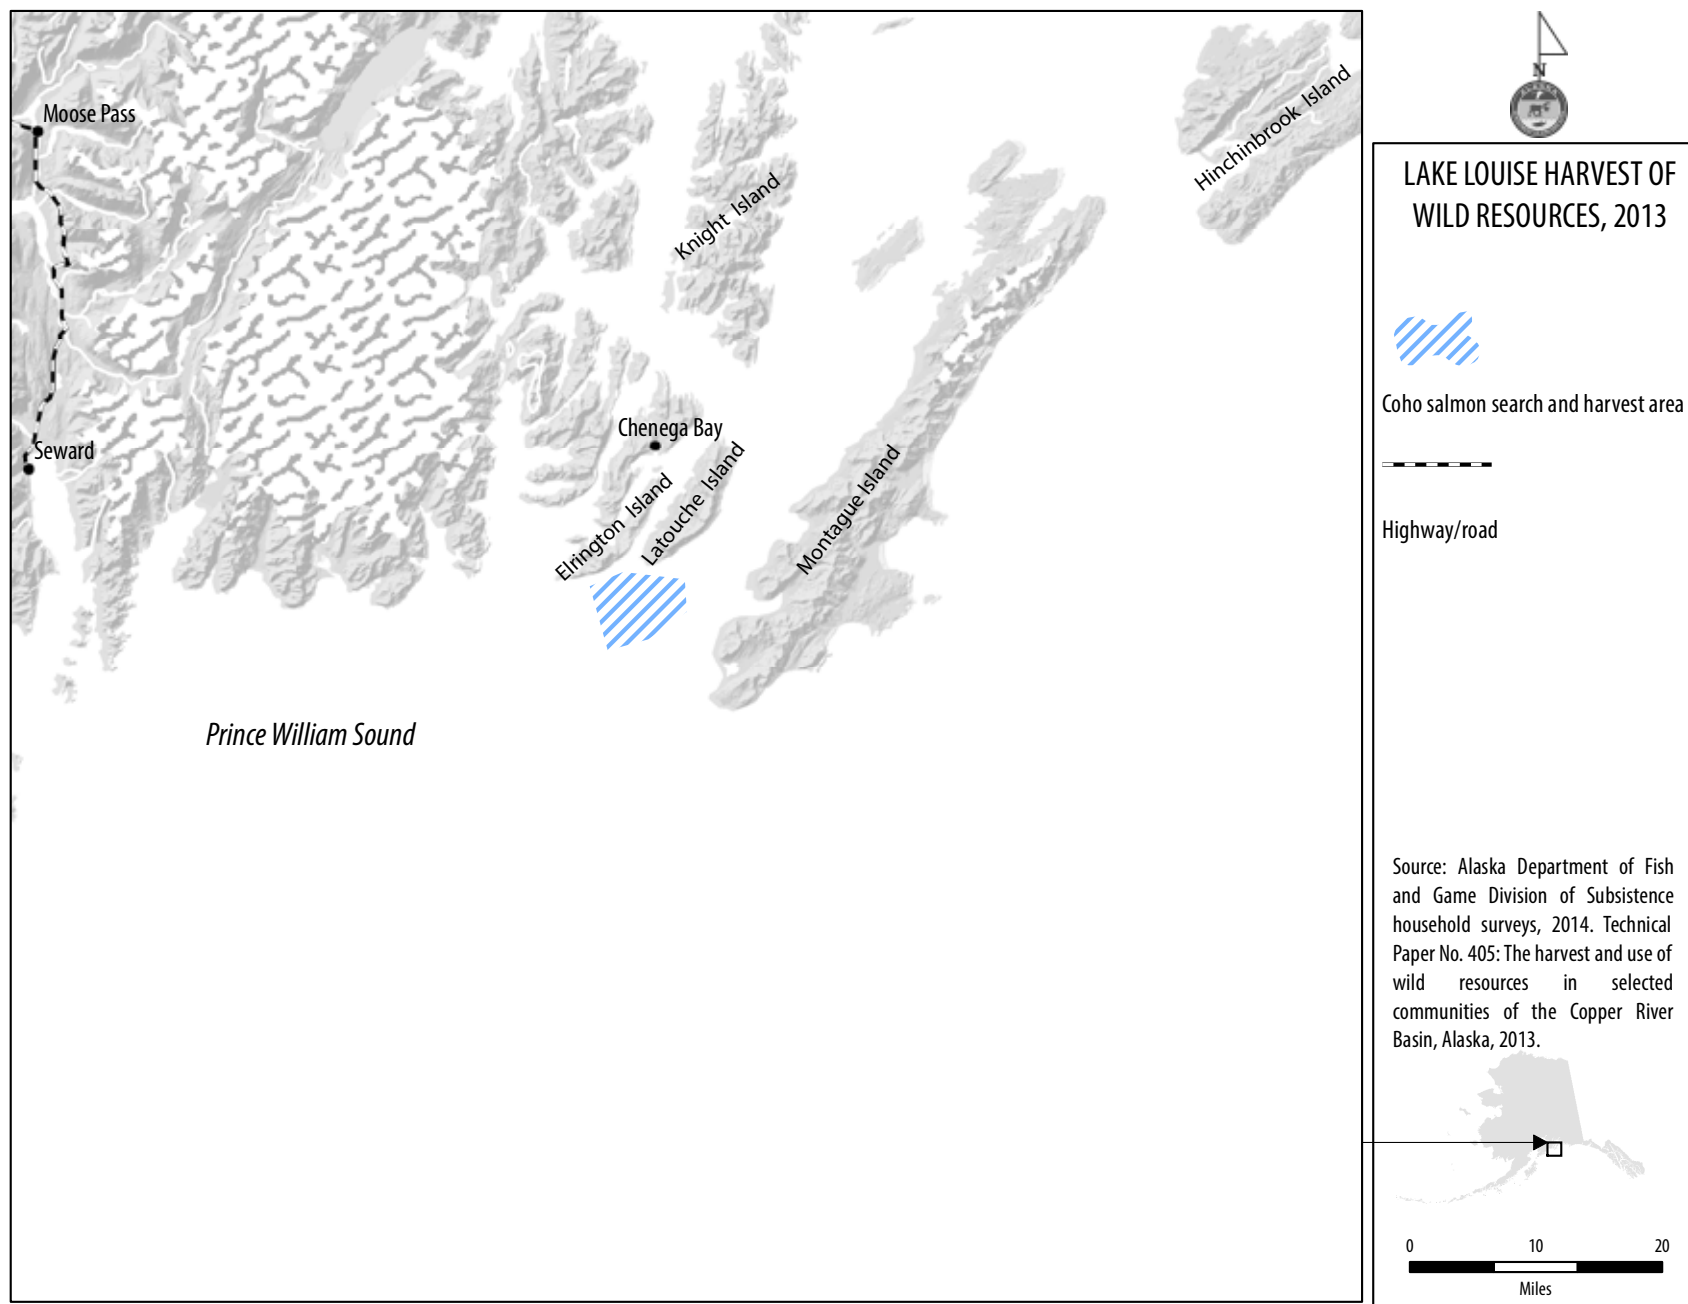 Moose Pass
Seward
Knight Island
Hinchinbrook Island
Chenega Bay
Elrington Island
Latouche Island
Montague Island
Prince William Sound
N
LAKE LOUISE HARVEST OF
WILD RESOURCES, 2013
Coho salmon search and harvest area
Highway/road
Source: Alaska Department of Fish
and Game Division of Subsistence
household surveys, 2014. Technical
Paper No. 405: The harvest and use of
wild resources in selected
communities of the Copper River
Basin, Alaska, 2013.
0 10 20
Miles